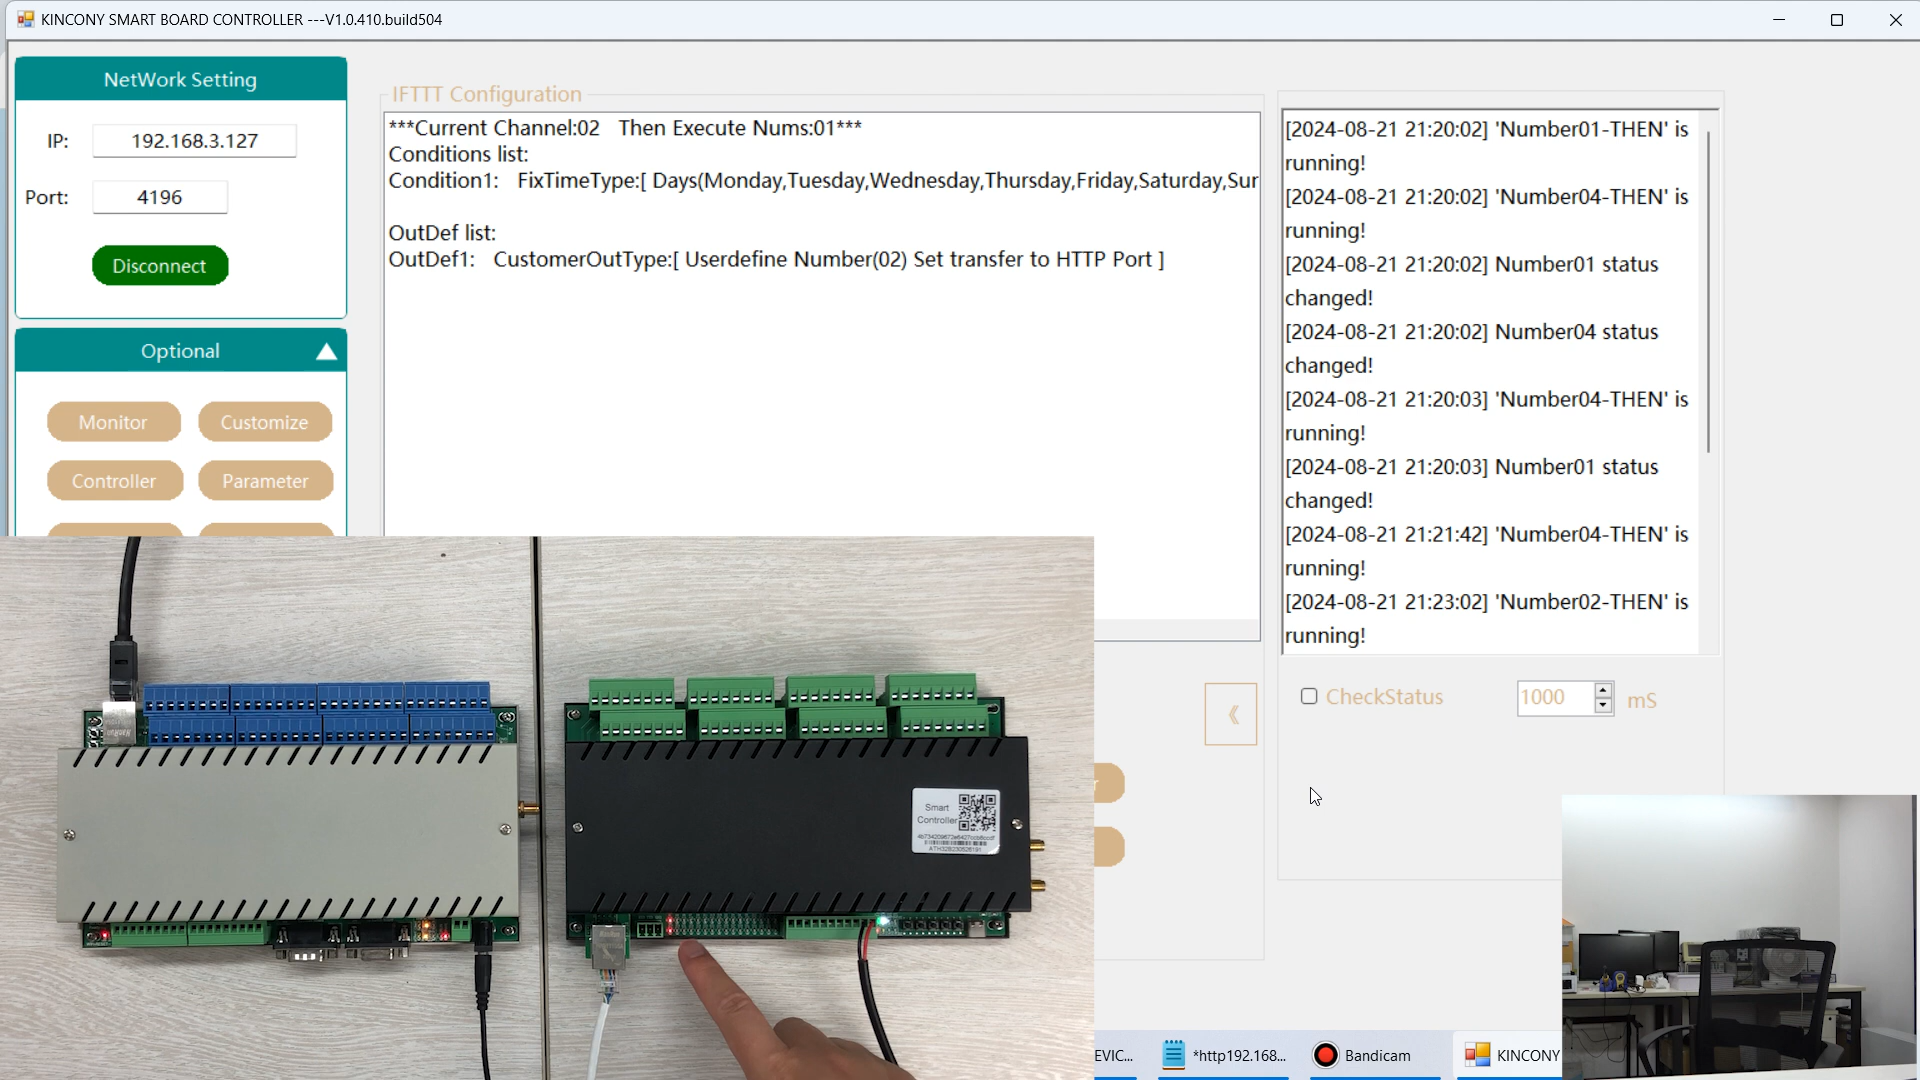 KINCONY SMART BOARD CONTROLLER ---V1.0.410.build504
NetWork Setting
IP: 192.168.3.127
Port: 4196
Disconnect
Optional
Monitor Customize
Controller Parameter
IFTTT Configuration
***Current Channel:02 Then Execute Nums:01***
Conditions list:
Condition1: FixTimeType:[ Days(Monday,Tuesday,Wednesday,Thursday,Friday,Saturday,Sur
OutDef list:
OutDef1: CustomerOutType:[ Userdefine Number(02) Set transfer to HTTP Port ]
[2024-08-21 21:20:02] 'Number01-THEN' is
running!
[2024-08-21 21:20:02] 'Number04-THEN' is
running!
[2024-08-21 21:20:02] Number01 status
changed!
[2024-08-21 21:20:02] Number04 status
changed!
[2024-08-21 21:20:03] 'Number04-THEN' is
running!
[2024-08-21 21:20:03] Number01 status
changed!
[2024-08-21 21:21:42] 'Number04-THEN' is
running!
[2024-08-21 21:23:02] 'Number02-THEN' is
running!
《
CheckStatus 1000 mS
Smart
Controller
EVIC... *http192.168... Bandicam KINCONY